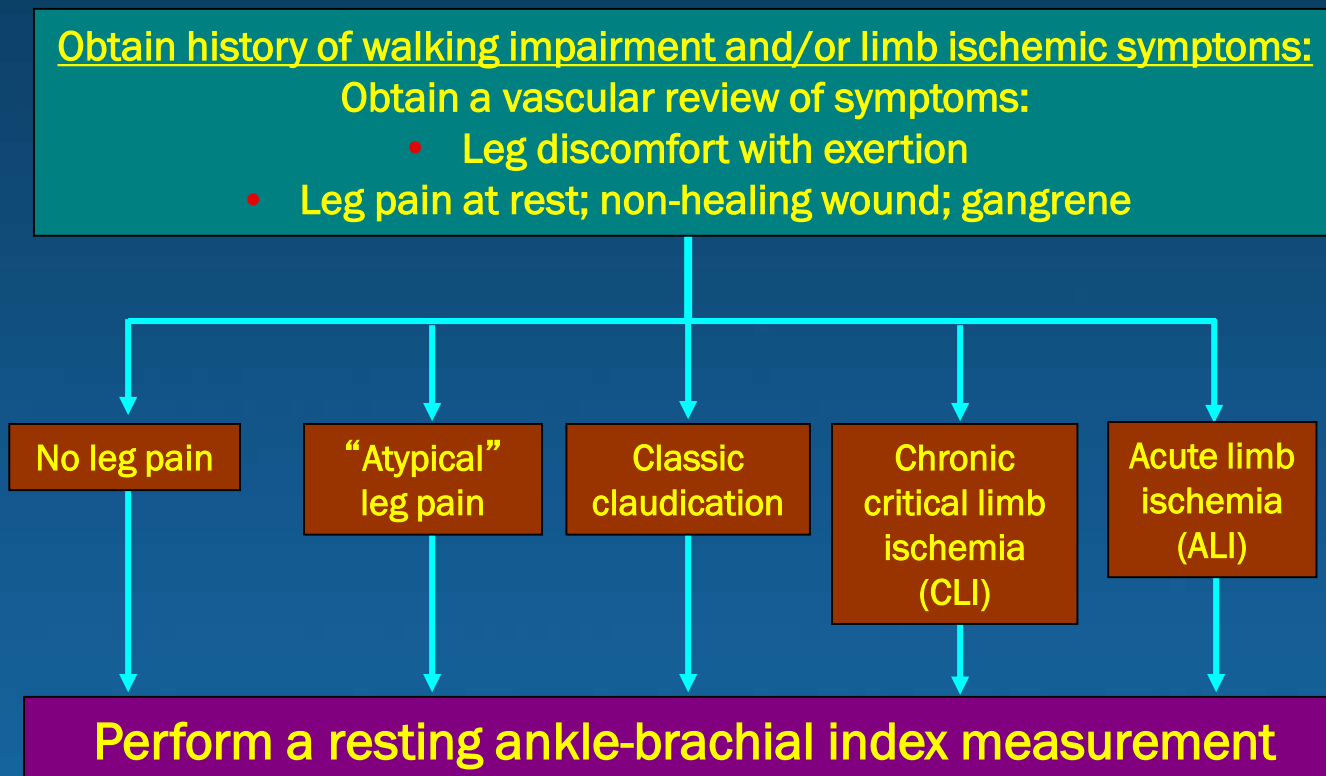 Obtain history of walking impairment and/or limb ischemic symptoms:
Obtain a vascular review of symptoms:
• Leg discomfort with exertion
• Leg pain at rest; non-healing wound; gangrene
No leg pain
“Atypical”
leg pain
Classic
claudication
Chronic
critical limb
ischemia
(CLI)
Acute limb
ischemia
(ALI)
Perform a resting ankle-brachial index measurement